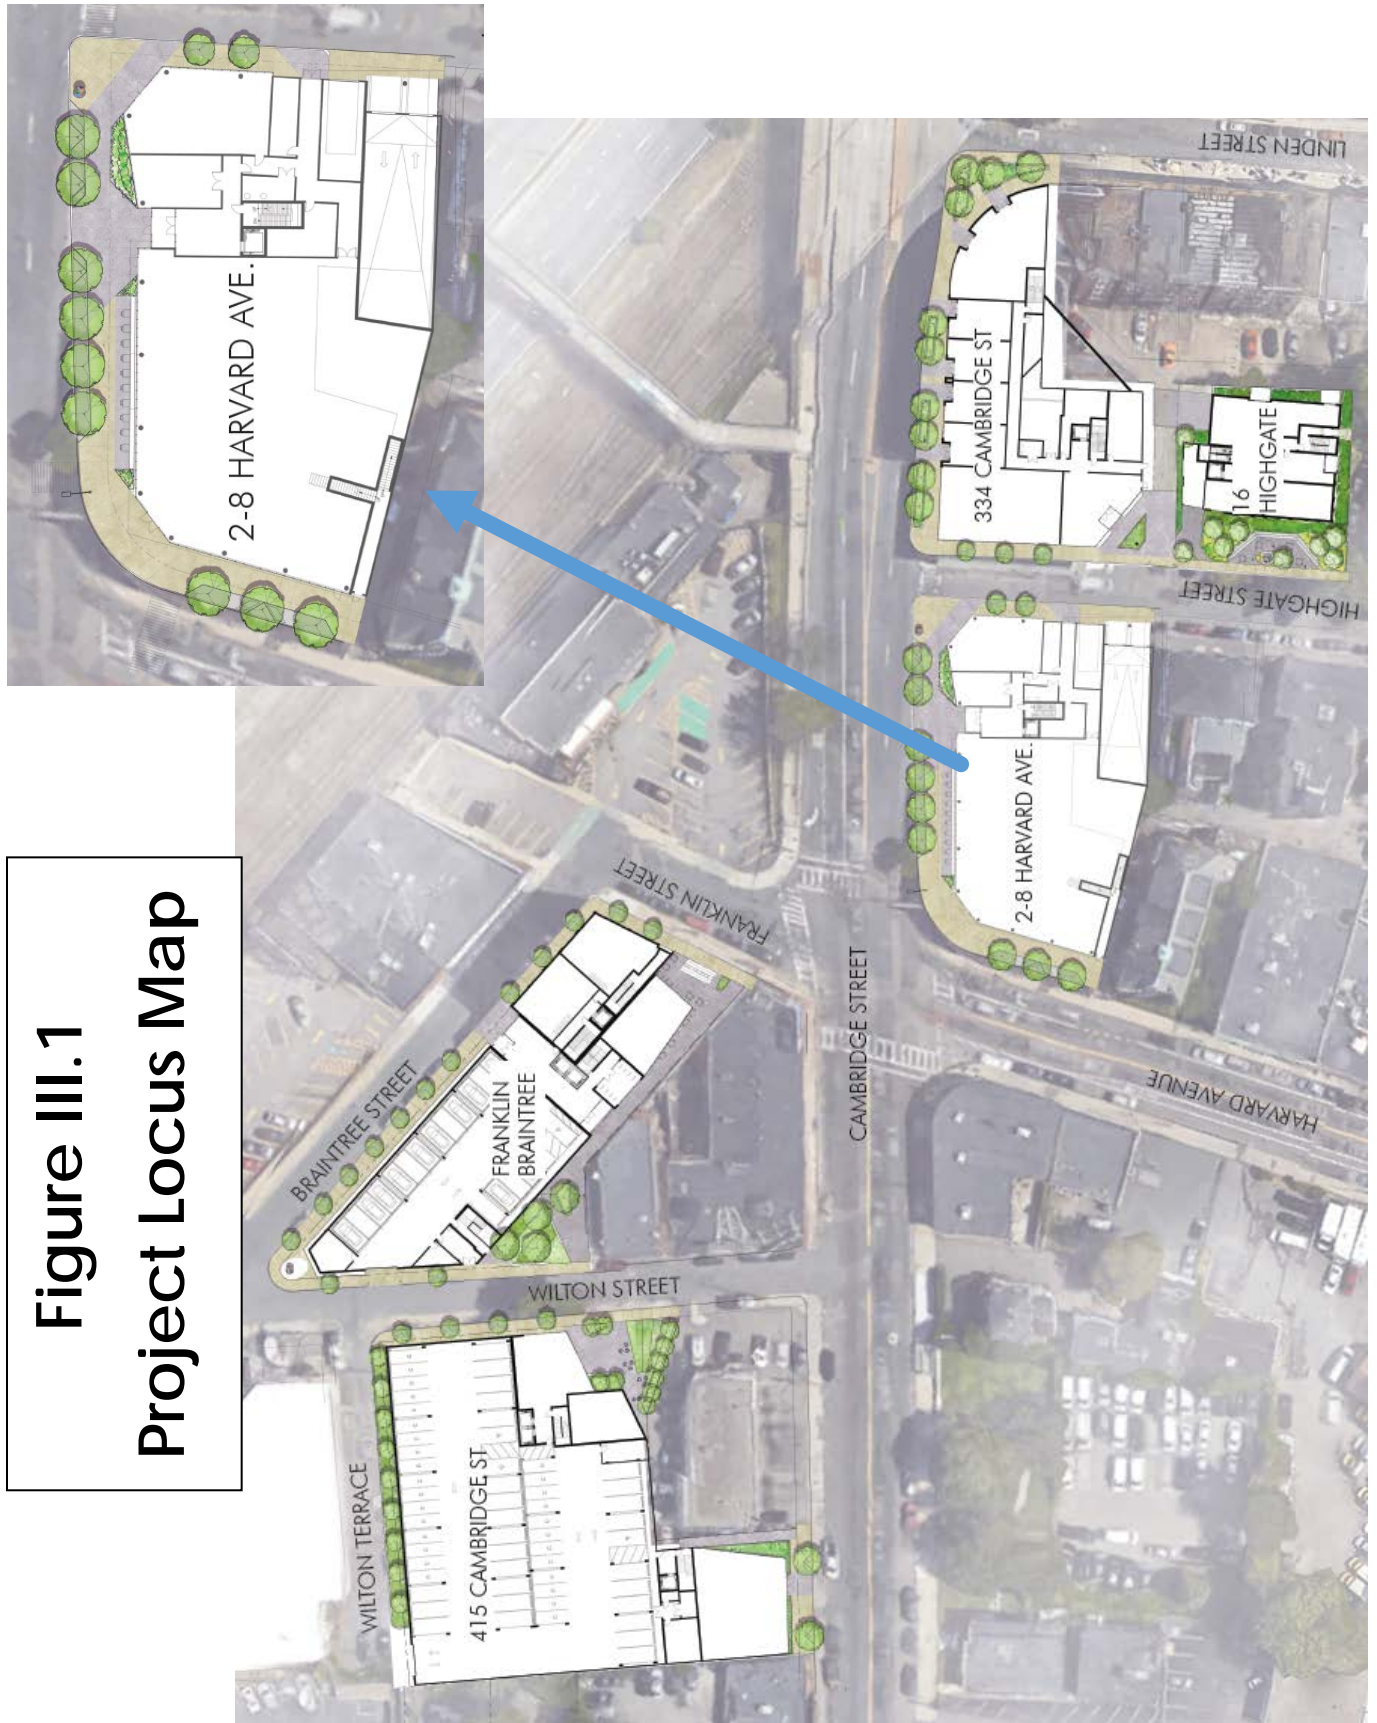 Figure III.1
Project Locus Map
2-8 HARVARD AVE.
LINDEN STREET
334 CAMBRIDGE ST
16
HIGHGATE
HIGHGATE STREET
2-8 HARVARD AVE.
FRANKLIN STREET
CAMBRIDGE STREET
HARVARD AVENUE
BRAINTREE STREET
FRANKLIN
BRAINTREE
WILTON STREET
WILTON TERRACE
415 CAMBRIDGE ST